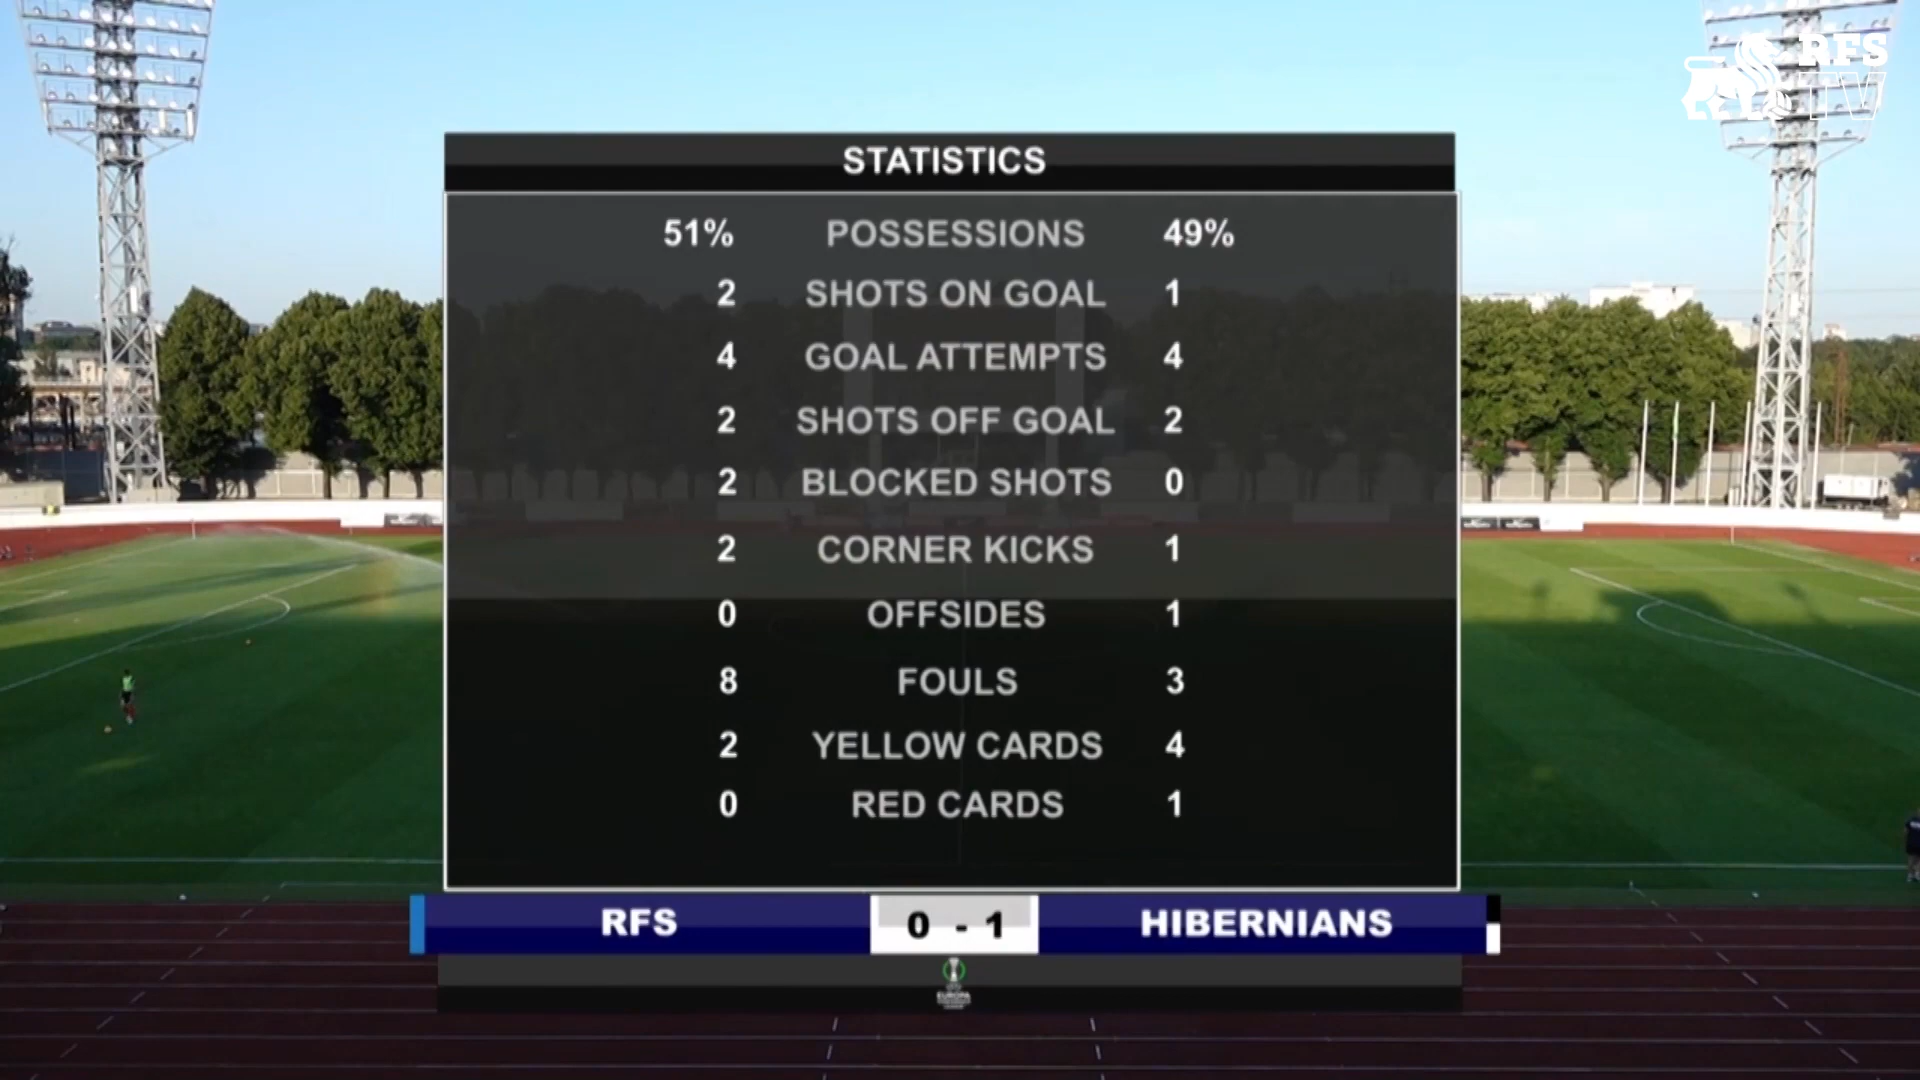 RFS
TV
STATISTICS
51% POSSESSIONS 49%
2 SHOTS ON GOAL 1
4 GOAL ATTEMPTS 4
2 SHOTS OFF GOAL 2
2 BLOCKED SHOTS 0
2 CORNER KICKS 1
0 OFFSIDES 1
8 FOULS 3
2 YELLOW CARDS 4
0 RED CARDS 1
RFS 0 - 1 HIBERNIANS
EUROPA